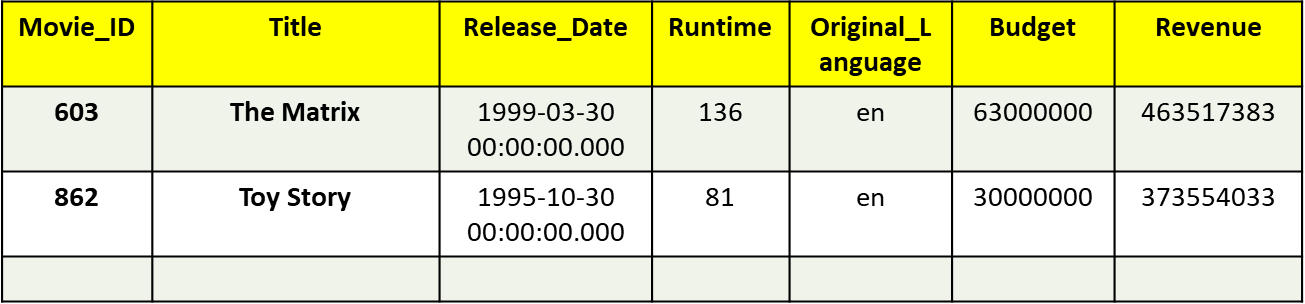 Movie_ID Title Release_Date Runtime Original_L Budget Revenue
anguage
603 The Matrix 1999-03-30 136 en 63000000 463517383
00:00:00.000
862 Toy Story 1995-10-30 81 en 30000000 373554033
00:00:00.000